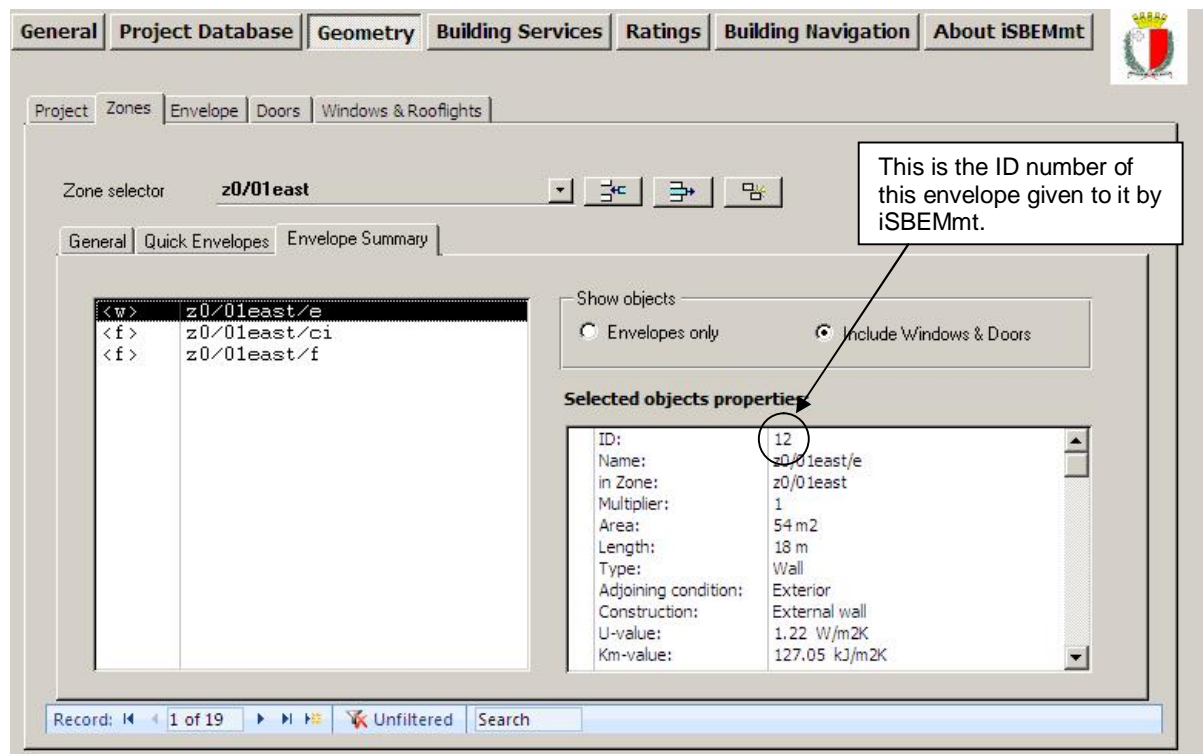 General Project Database Geometry Building Services Ratings Building Navigation About iSBEMmt
Project Zones Envelope Doors Windows & Rooflights
This is the ID number of
this envelope given to it by
iSBEMmt.
Zone selector z0/01east
General Quick Envelopes Envelope Summary
<w> z0/01east/e
<f> z0/01east/ci
<f> z0/01east/f
Show objects
Envelopes only Include Windows & Doors
Selected objects properties:
ID: 12
Name: z0/01east/e
in Zone: z0/01east
Multiplier: 1
Area: 54 m2
Length: 18 m
Type: Wall
Adjoining condition: Exterior
Construction: External wall
U-value: 1.22 W/m2K
Km-value: 127.05 kJ/m2K
Record: 1 of 19 Unfiltered Search